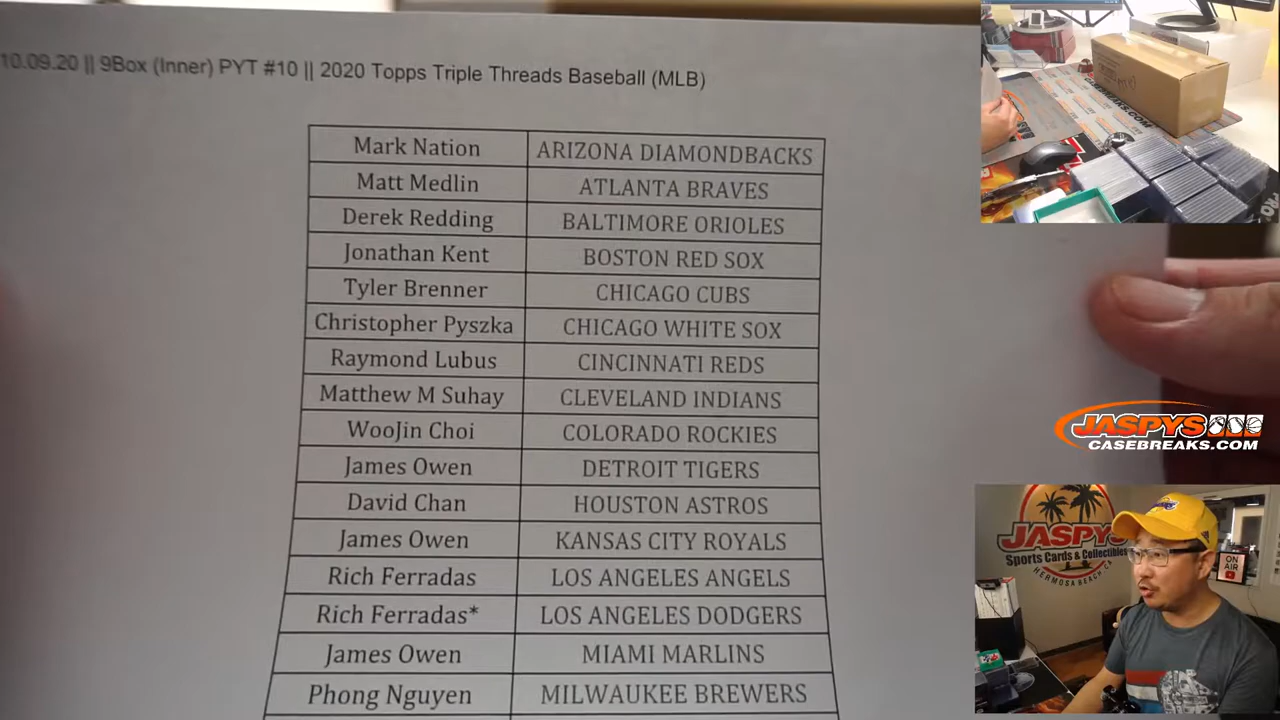 10.09.20 || 9Box (Inner) PYT #10 || 2020 Topps Triple Threads Baseball (MLB)
Mark Nation ARIZONA DIAMONDBACKS
Matt Medlin ATLANTA BRAVES
Derek Redding BALTIMORE ORIOLES
Jonathan Kent BOSTON RED SOX
Tyler Brenner CHICAGO CUBS
Christopher Pyszka CHICAGO WHITE SOX
Raymond Lubus CINCINNATI REDS
Matthew M Suhay CLEVELAND INDIANS
WooJin Choi COLORADO ROCKIES
James Owen DETROIT TIGERS
David Chan HOUSTON ASTROS
James Owen KANSAS CITY ROYALS
Rich Ferradas LOS ANGELES ANGELS
Rich Ferradas* LOS ANGELES DODGERS
James Owen MIAMI MARLINS
Phong Nguyen MILWAUKEE BREWERS
JASPYS
CASEBREAKS.COM
JASPYS
Sports Cards & Collectibles
HERMOSA BEACH, CA
ON
AIR